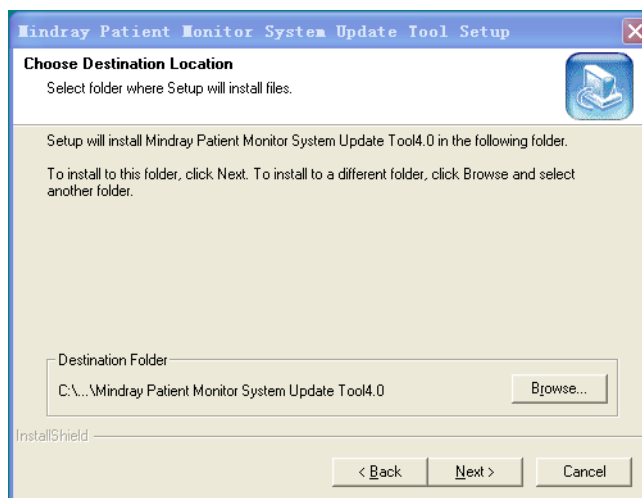 Mindray Patient Monitor System Update Tool Setup
Choose Destination Location
Select folder where Setup will install files.
Setup will install Mindray Patient Monitor System Update Tool4.0 in the following folder.
To install to this folder, click Next. To install to a different folder, click Browse and select
another folder.
Destination Folder
C:\...\Mindray Patient Monitor System Update Tool4.0
Browse...
InstallShield
< Back
Next >
Cancel